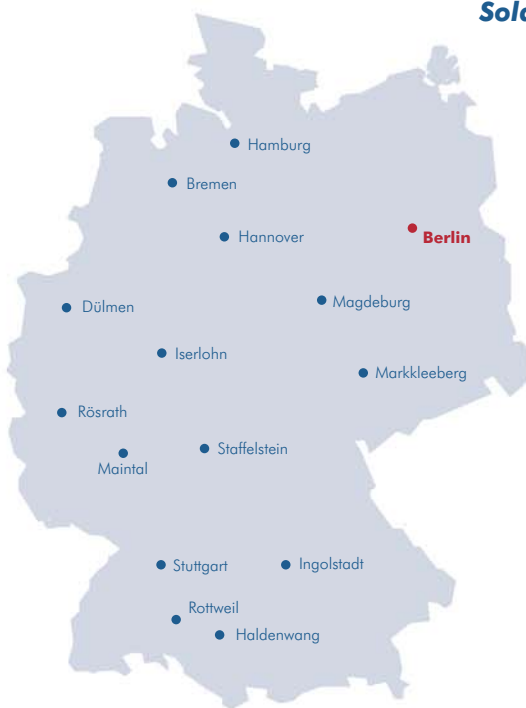 Hamburg
Bremen
Berlin
Hannover
Magdeburg
Dülmen
Iserlohn
Markkleeberg
Rösrath
Staffelstein
Maintal
Stuttgart
Ingolstadt
Rottweil
Haldenwang